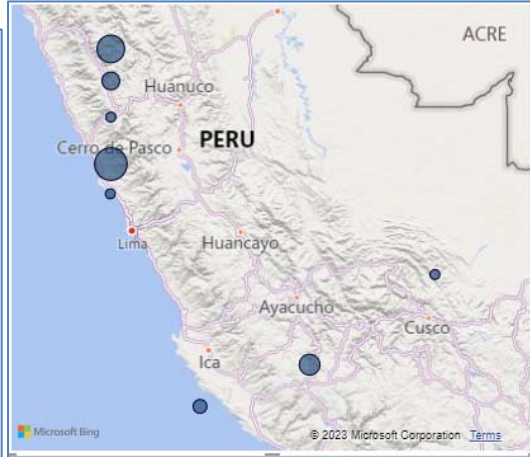 ACRE
Huanuco
PERU
Cerro de Pasco
Lima
Huancayo
Ayacucho
Cusco
Ica
Microsoft Bing
© 2023 Microsoft Corporation Terms